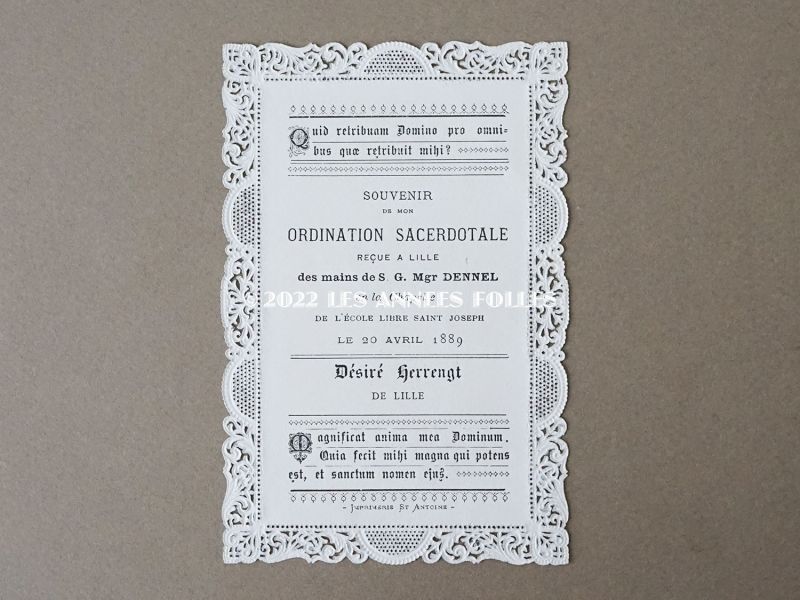 Quid retribuam Domino pro omni-
bus quæ retribuit mihi?
SOUVENIR
DE MON
ORDINATION SACERDOTALE
REÇUE A LILLE
des mains de S. G. Mgr DENNEL
© 2022 LES ANNÉES FOLLES
DE L'ÉCOLE LIBRE SAINT JOSEPH
LE 20 AVRIL 1889
Désiré Herrengt
DE LILLE
Magnificat anima mea Dominum.
Quia fecit mihi magna qui potens
est, et sanctum nomen ejus.
- IMPRIMERIE ST ANTOINE -